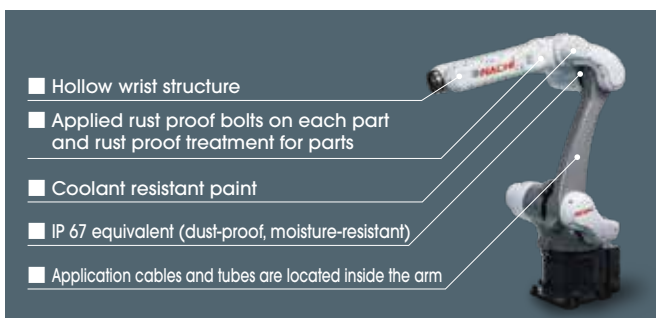 NACHI
Hollow wrist structure
Applied rust proof bolts on each part
and rust proof treatment for parts
Coolant resistant paint
IP 67 equivalent (dust-proof, moisture-resistant)
Application cables and tubes are located inside the arm